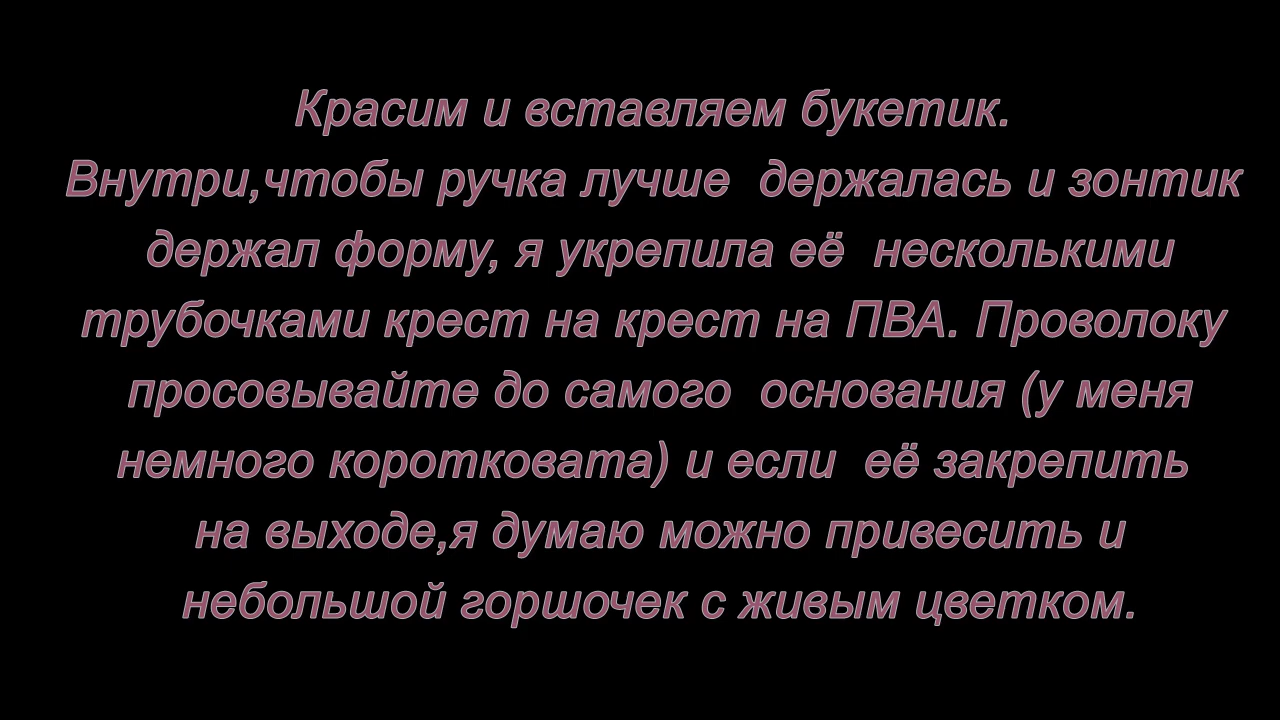 Красим и вставляем букетик.
Внутри,чтобы ручка лучше держалась и зонтик
держал форму, я укрепила её несколькими
трубочками крест на крест на ПВА. Проволоку
просовывайте до самого основания (у меня
немного коротковата) и если её закрепить
на выходе,я думаю можно привесить и
небольшой горшочек с живым цветком.